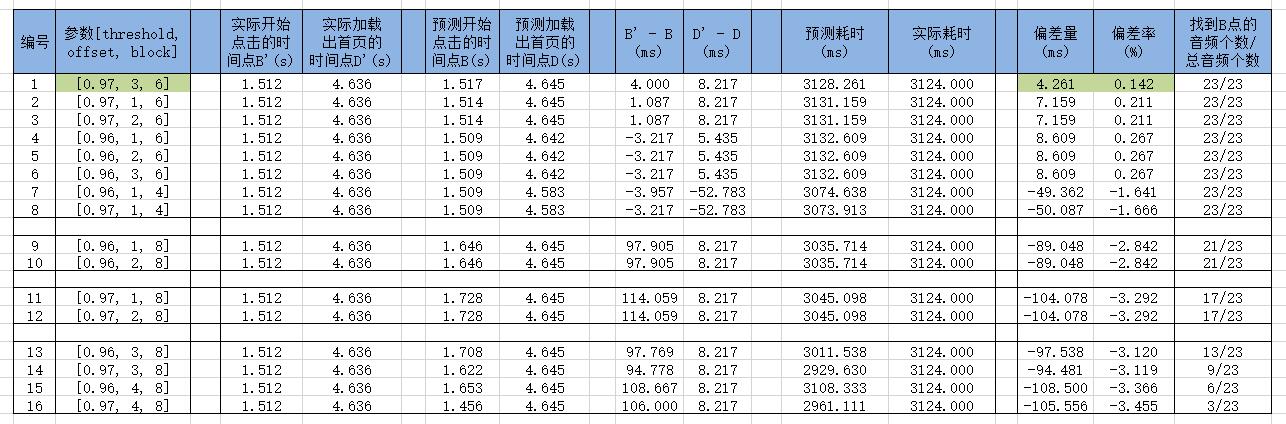 编号 参数[threshold, offset, block] 实际开始点击的时间点B'(s) 实际加载出首页的时间点D'(s) 预测开始点击的时间点B(s) 预测加载出首页的时间点D(s) B' - B (ms) D' - D (ms) 预测耗时 (ms) 实际耗时 (ms) 偏差量 (ms) 偏差率 (%) 找到B点的音频个数/总音频个数
1 [0.97, 3, 6] 1.512 4.636 1.517 4.645 4.000 8.217 3128.261 3124.000 4.261 0.142 23/23
2 [0.97, 1, 6] 1.512 4.636 1.514 4.645 1.087 8.217 3131.159 3124.000 7.159 0.211 23/23
3 [0.97, 2, 6] 1.512 4.636 1.514 4.645 1.087 8.217 3131.159 3124.000 7.159 0.211 23/23
4 [0.96, 1, 6] 1.512 4.636 1.509 4.642 -3.217 5.435 3132.609 3124.000 8.609 0.267 23/23
5 [0.96, 2, 6] 1.512 4.636 1.509 4.642 -3.217 5.435 3132.609 3124.000 8.609 0.267 23/23
6 [0.96, 3, 6] 1.512 4.636 1.509 4.642 -3.217 5.435 3132.609 3124.000 8.609 0.267 23/23
7 [0.96, 1, 4] 1.512 4.636 1.509 4.583 -3.957 -52.783 3074.638 3124.000 -49.362 -1.641 23/23
8 [0.97, 1, 4] 1.512 4.636 1.509 4.583 -3.217 -52.783 3073.913 3124.000 -50.087 -1.666 23/23
9 [0.96, 1, 8] 1.512 4.636 1.646 4.645 97.905 8.217 3035.714 3124.000 -89.048 -2.842 21/23
10 [0.96, 2, 8] 1.512 4.636 1.646 4.645 97.905 8.217 3035.714 3124.000 -89.048 -2.842 21/23
11 [0.97, 1, 8] 1.512 4.636 1.728 4.645 114.059 8.217 3045.098 3124.000 -104.078 -3.292 17/23
12 [0.97, 2, 8] 1.512 4.636 1.728 4.645 114.059 8.217 3045.098 3124.000 -104.078 -3.292 17/23
13 [0.96, 3, 8] 1.512 4.636 1.708 4.645 97.769 8.217 3011.538 3124.000 -97.538 -3.120 13/23
14 [0.97, 3, 8] 1.512 4.636 1.622 4.645 94.778 8.217 2929.630 3124.000 -94.481 -3.119 9/23
15 [0.96, 4, 8] 1.512 4.636 1.653 4.645 108.667 8.217 3108.333 3124.000 -108.500 -3.366 6/23
16 [0.97, 4, 8] 1.512 4.636 1.456 4.645 106.000 8.217 2961.111 3124.000 -105.556 -3.455 3/23